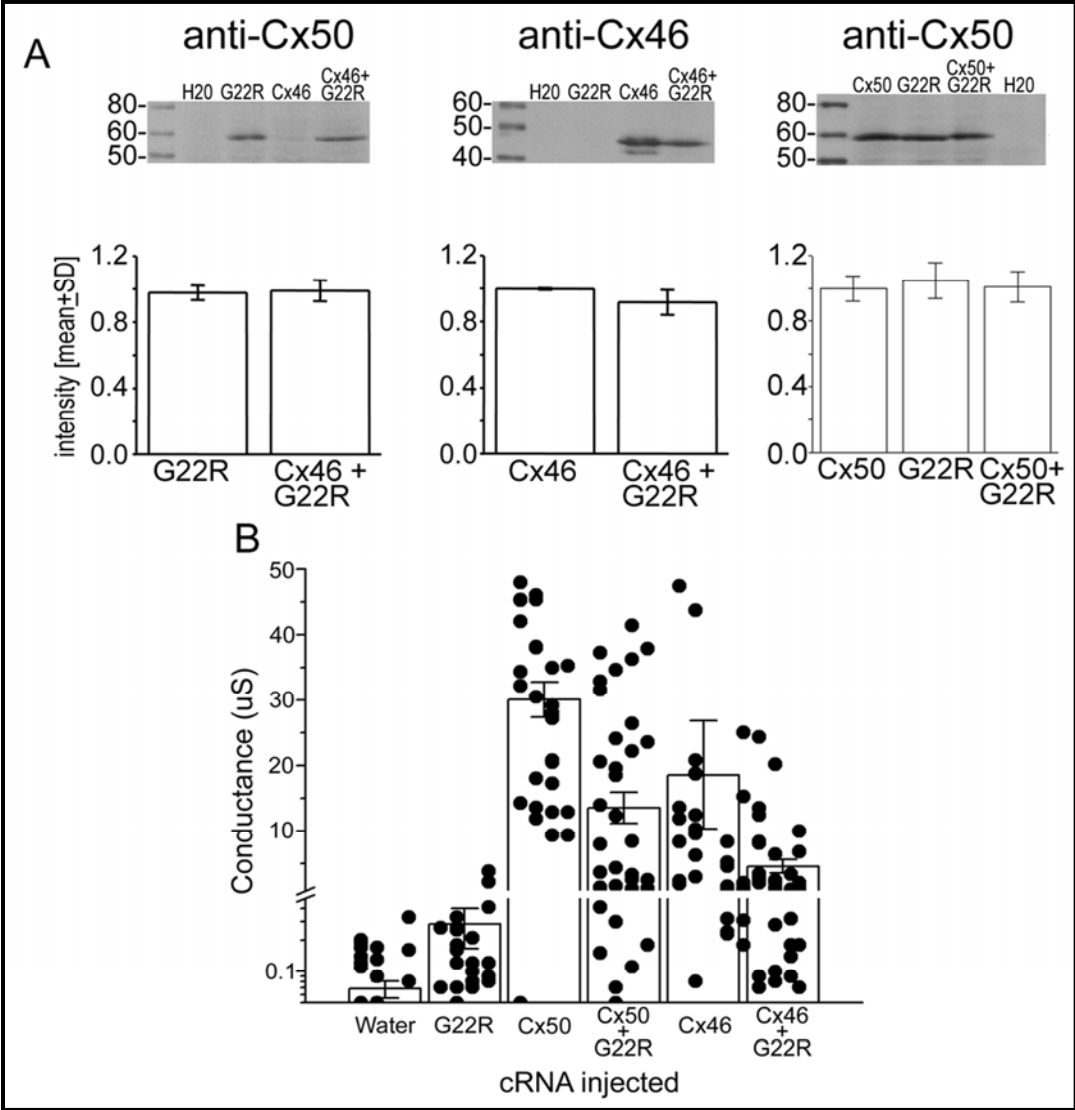 A
anti-Cx50
anti-Cx46
anti-Cx50
H20 G22R Cx46 Cx46+ G22R
80-
60-
50-
H20 G22R Cx46 Cx46+ G22R
60-
50-
40-
Cx50 G22R Cx50+ G22R H20
80-
60-
50-
intensity [mean±SD]
1.2
0.8
0.4
0.0
G22R
Cx46 +
G22R
1.2
0.8
0.4
0.0
Cx46
Cx46 +
G22R
1.2
0.8
0.4
0.0
Cx50
G22R
Cx50+
G22R
B
Conductance (uS)
50
40
30
20
10
0.1
Water
G22R
Cx50
Cx50
+
G22R
Cx46
Cx46
+
G22R
cRNA injected